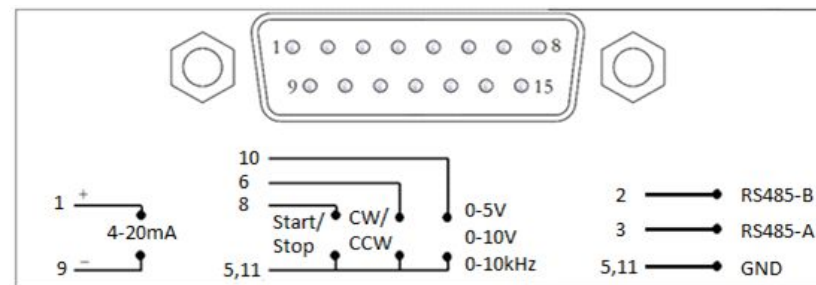 1 8
9 15
10
6
8
Start/
Stop
CW/
CCW
0-5V
0-10V
0-10kHz
5,11
1 +
4-20mA
9 −
2 RS485-B
3 RS485-A
5,11 GND